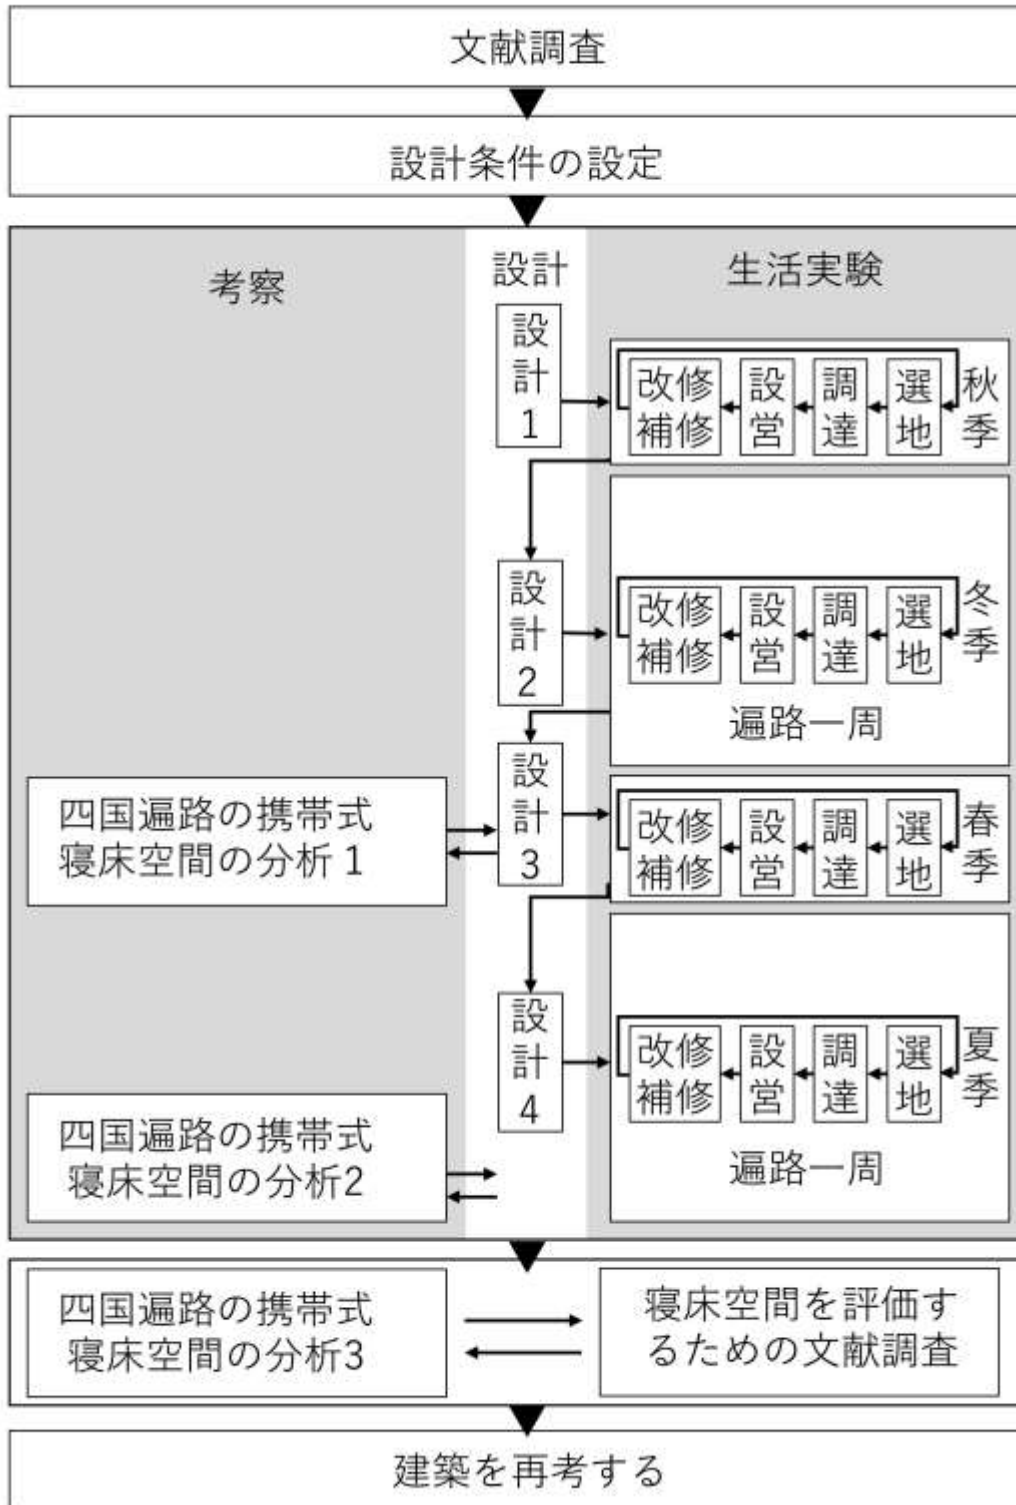 文献調査
設計条件の設定
考察
設計
生活実験
設計1
改修補修
設営
調達
選地
秋季
設計2
改修補修
設営
調達
選地
冬季
遍路一周
四国遍路の携帯式
寝床空間の分析1
設計3
改修補修
設営
調達
選地
春季
設計4
改修補修
設営
調達
選地
夏季
遍路一周
四国遍路の携帯式
寝床空間の分析2
四国遍路の携帯式
寝床空間の分析3
寝床空間を評価す
るための文献調査
建築を再考する